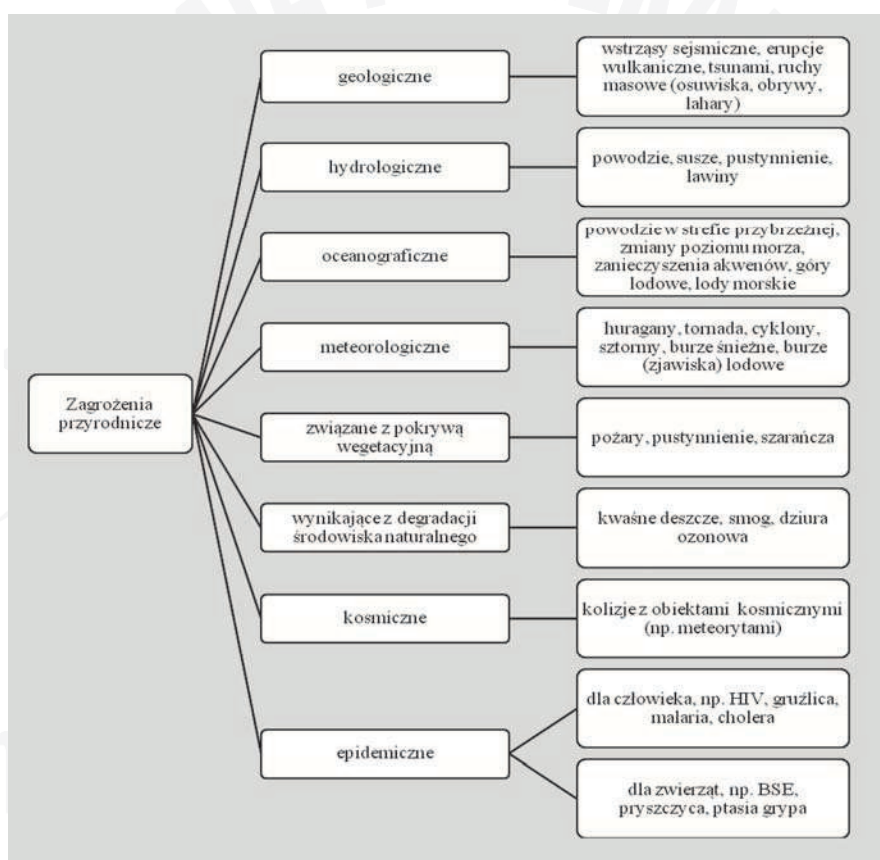 Zagrożenia
przyrodnicze
geologiczne
wstrząsy sejsmiczne, erupcje
wulkaniczne, tsunami, ruchy
masowe (osuwiska, obrywy,
lahary)
hydrologiczne
powodzie, susze, pustynnienie,
lawiny
oceanograficzne
powodzie w strefie przybrzeżnej,
zmiany poziomu morza,
zanieczyszenia akwenów, góry
lodowe, lody morskie
meteorologiczne
huragany, tornada, cyklony,
sztormy, burze śnieżne, burze
(zjawiska) lodowe
związane z pokrywą
wegetacyjną
pożary, pustynnienie, szarańcza
wynikające z degradacji
środowiska naturalnego
kwaśne deszcze, smog, dziura
ozonowa
kosmiczne
kolizje z obiektami kosmicznymi
(np. meteorytami)
epidemiczne
dla człowieka, np. HIV, gruźlica,
malaria, cholera
dla zwierząt, np. BSE,
pryszczyca, ptasia grypa